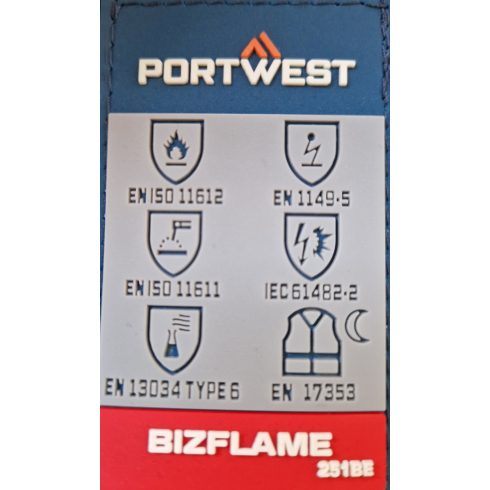 PORTWEST
EN ISO 11612 EN 1149-5
EN ISO 11611 IEC 61482-2
EN 13034 TYPE 6 EN 17353
BIZFLAME
251BE